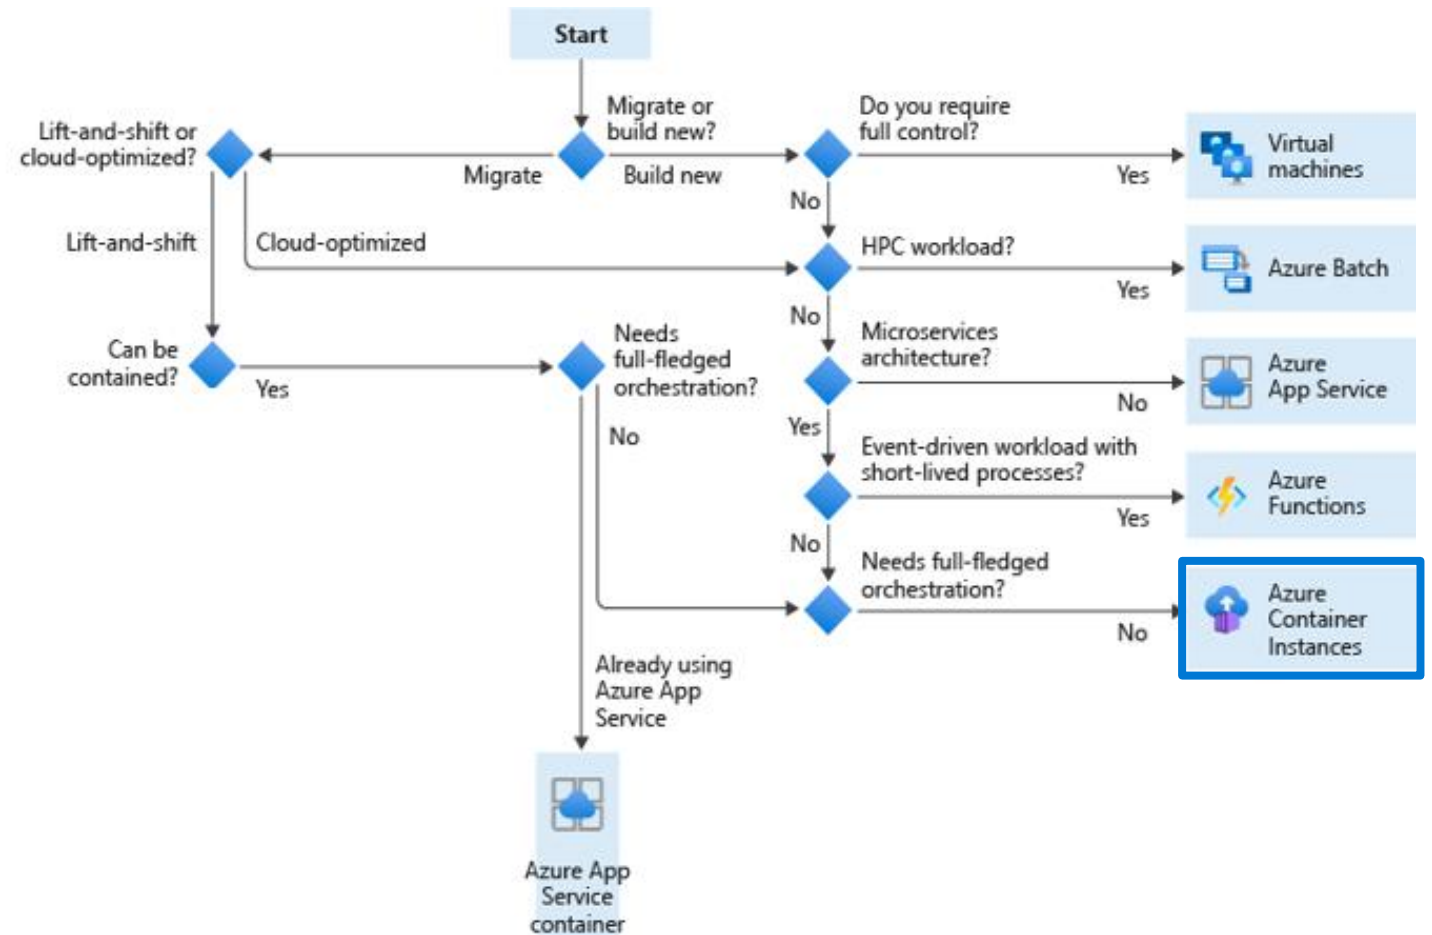 Start
Migrate or
build new?
Do you require
full control?
Lift-and-shift or
cloud-optimized?
Virtual
machines
Migrate
Build new
Yes
No
Lift-and-shift
Cloud-optimized
HPC workload?
Azure Batch
Yes
No
Needs
full-fledged
orchestration?
Microservices
architecture?
Can be
contained?
Yes
Azure
App Service
No
No
Yes
Event-driven workload with
short-lived processes?
Azure
Functions
Yes
No
Needs full-fledged
orchestration?
Azure
Container
Instances
No
Already using
Azure App
Service
Azure App
Service
container